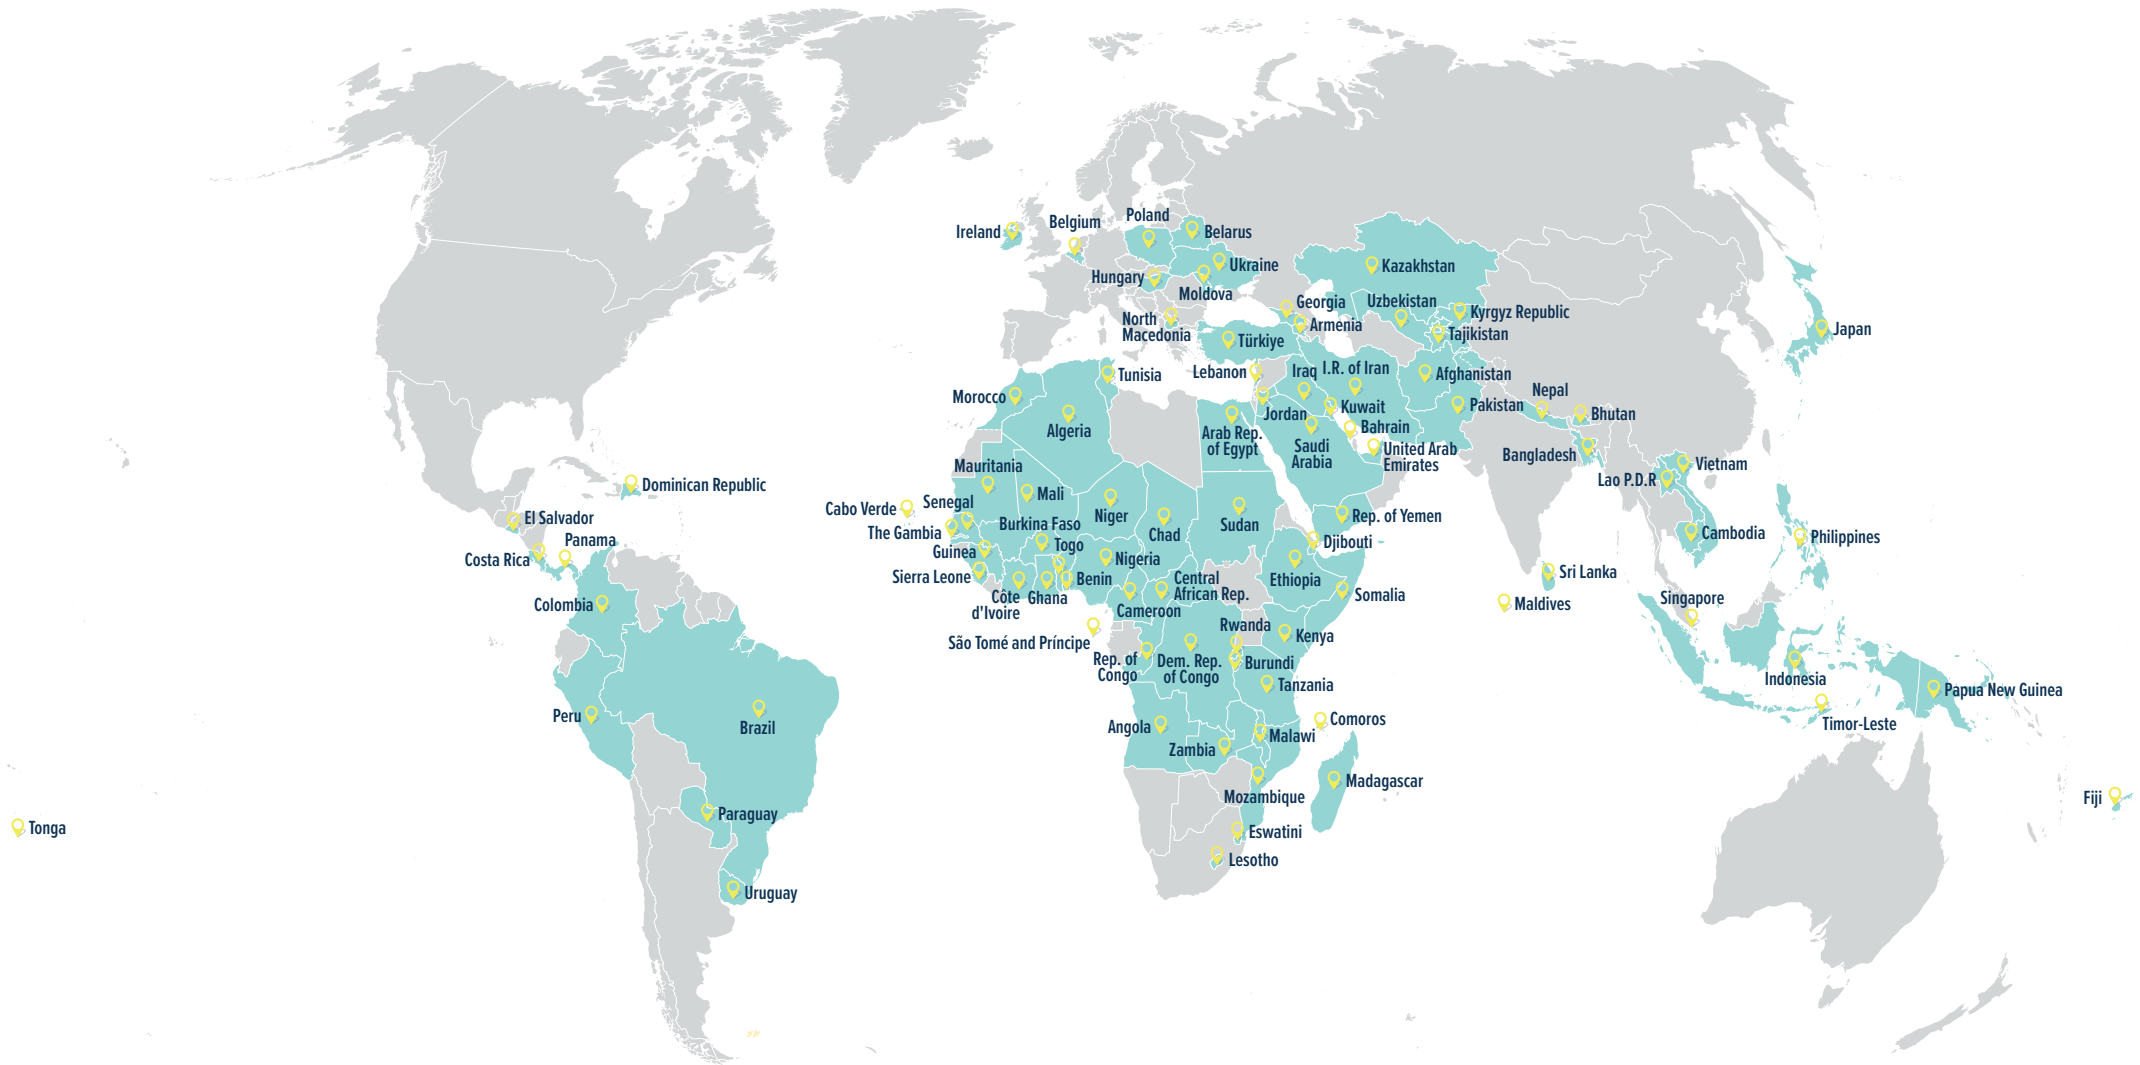 Poland
Belgium
Ireland
Belarus
Ukraine
Hungary
Kazakhstan
Moldova
Georgia
Uzbekistan
Kyrgyz Republic
North
Macedonia
Armenia
Japan
Tajikistan
Türkiye
Lebanon
Iraq
I.R. of Iran
Tunisia
Afghanistan
Nepal
Morocco
Pakistan
Jordan
Kuwait
Bhutan
Algeria
Bahrain
Arab Rep.
of Egypt
Saudi
Arabia
United Arab
Emirates
Bangladesh
Mauritania
Vietnam
Lao P.D.R
Dominican Republic
Mali
Senegal
Cabo Verde
Niger
El Salvador
Burkina Faso
Sudan
Rep. of Yemen
The Gambia
Chad
Cambodia
Philippines
Panama
Djibouti
Togo
Guinea
Costa Rica
Nigeria
Sierra Leone
Benin
Central
African Rep.
Ethiopia
Sri Lanka
Côte
d'Ivoire
Ghana
Cameroon
Somalia
Singapore
Maldives
Colombia
Rwanda
Kenya
São Tomé and Príncipe
Rep. of
Congo
Dem. Rep.
of Congo
Burundi
Tanzania
Indonesia
Papua New Guinea
Peru
Brazil
Angola
Comoros
Timor-Leste
Malawi
Zambia
Madagascar
Mozambique
Fiji
Paraguay
Tonga
Eswatini
Lesotho
Uruguay